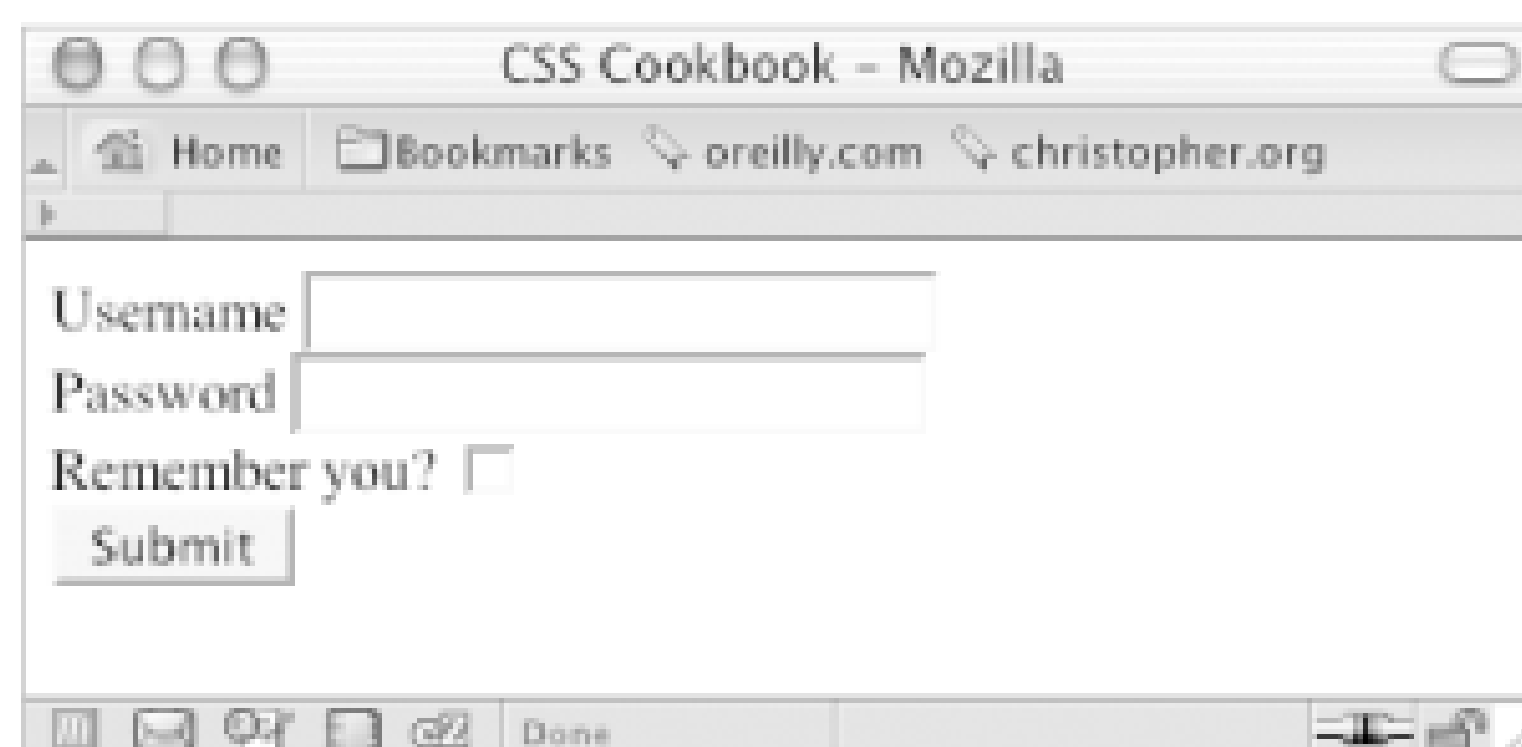 CSS Cookbook – Mozilla
Home Bookmarks oreilly.com christopher.org
Username
Password
Remember you?
Submit
Done